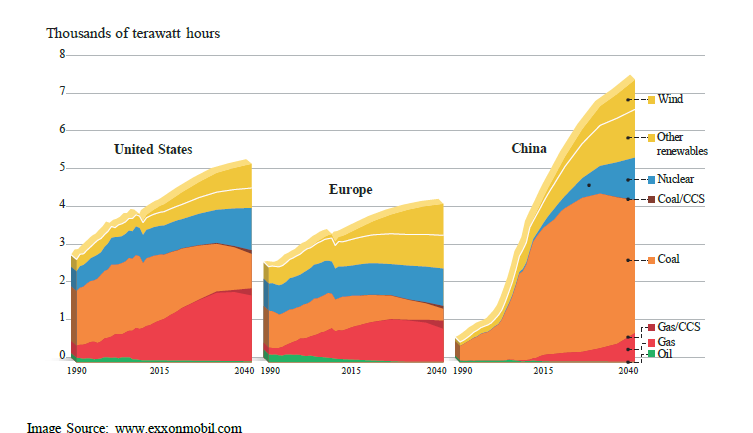 Thousands of terawatt hours
8
7
6
5
4
3
2
1
0
United States
Europe
China
Wind
Other
renewables
Nuclear
Coal/CCS
Coal
Gas/CCS
Gas
Oil
1990 2015 2040
1990 2015 2040
1990 2015 2040
Image Source: www.exxonmobil.com